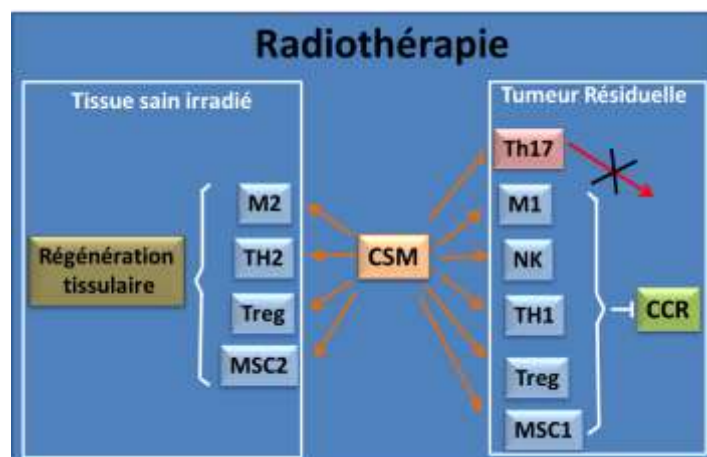 Radiothérapie
Tissue sain irradié
M2
TH2
Treg
MSC2
Régénération
tissulaire
CSM
Tumeur Résiduelle
Th17
M1
NK
TH1
Treg
MSC1
CCR